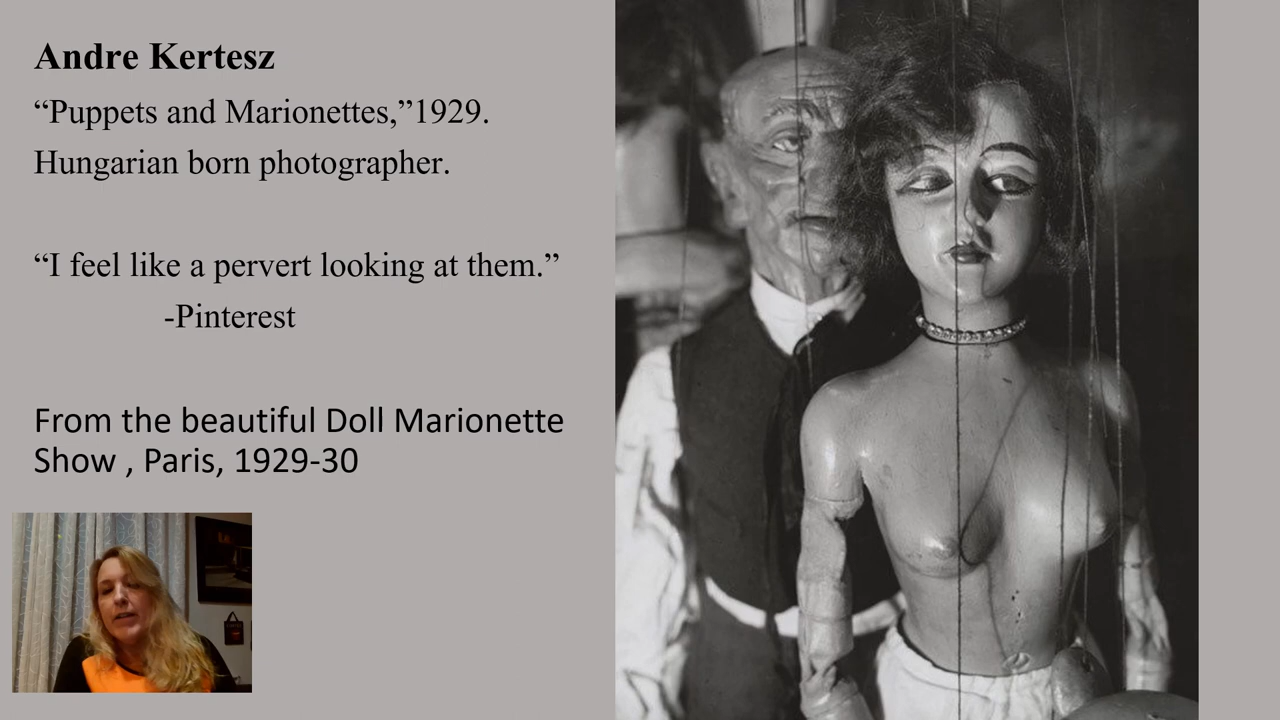 Andre Kertesz
“Puppets and Marionettes,”1929.
Hungarian born photographer.
“I feel like a pervert looking at them.”
-Pinterest
From the beautiful Doll Marionette
Show , Paris, 1929-30